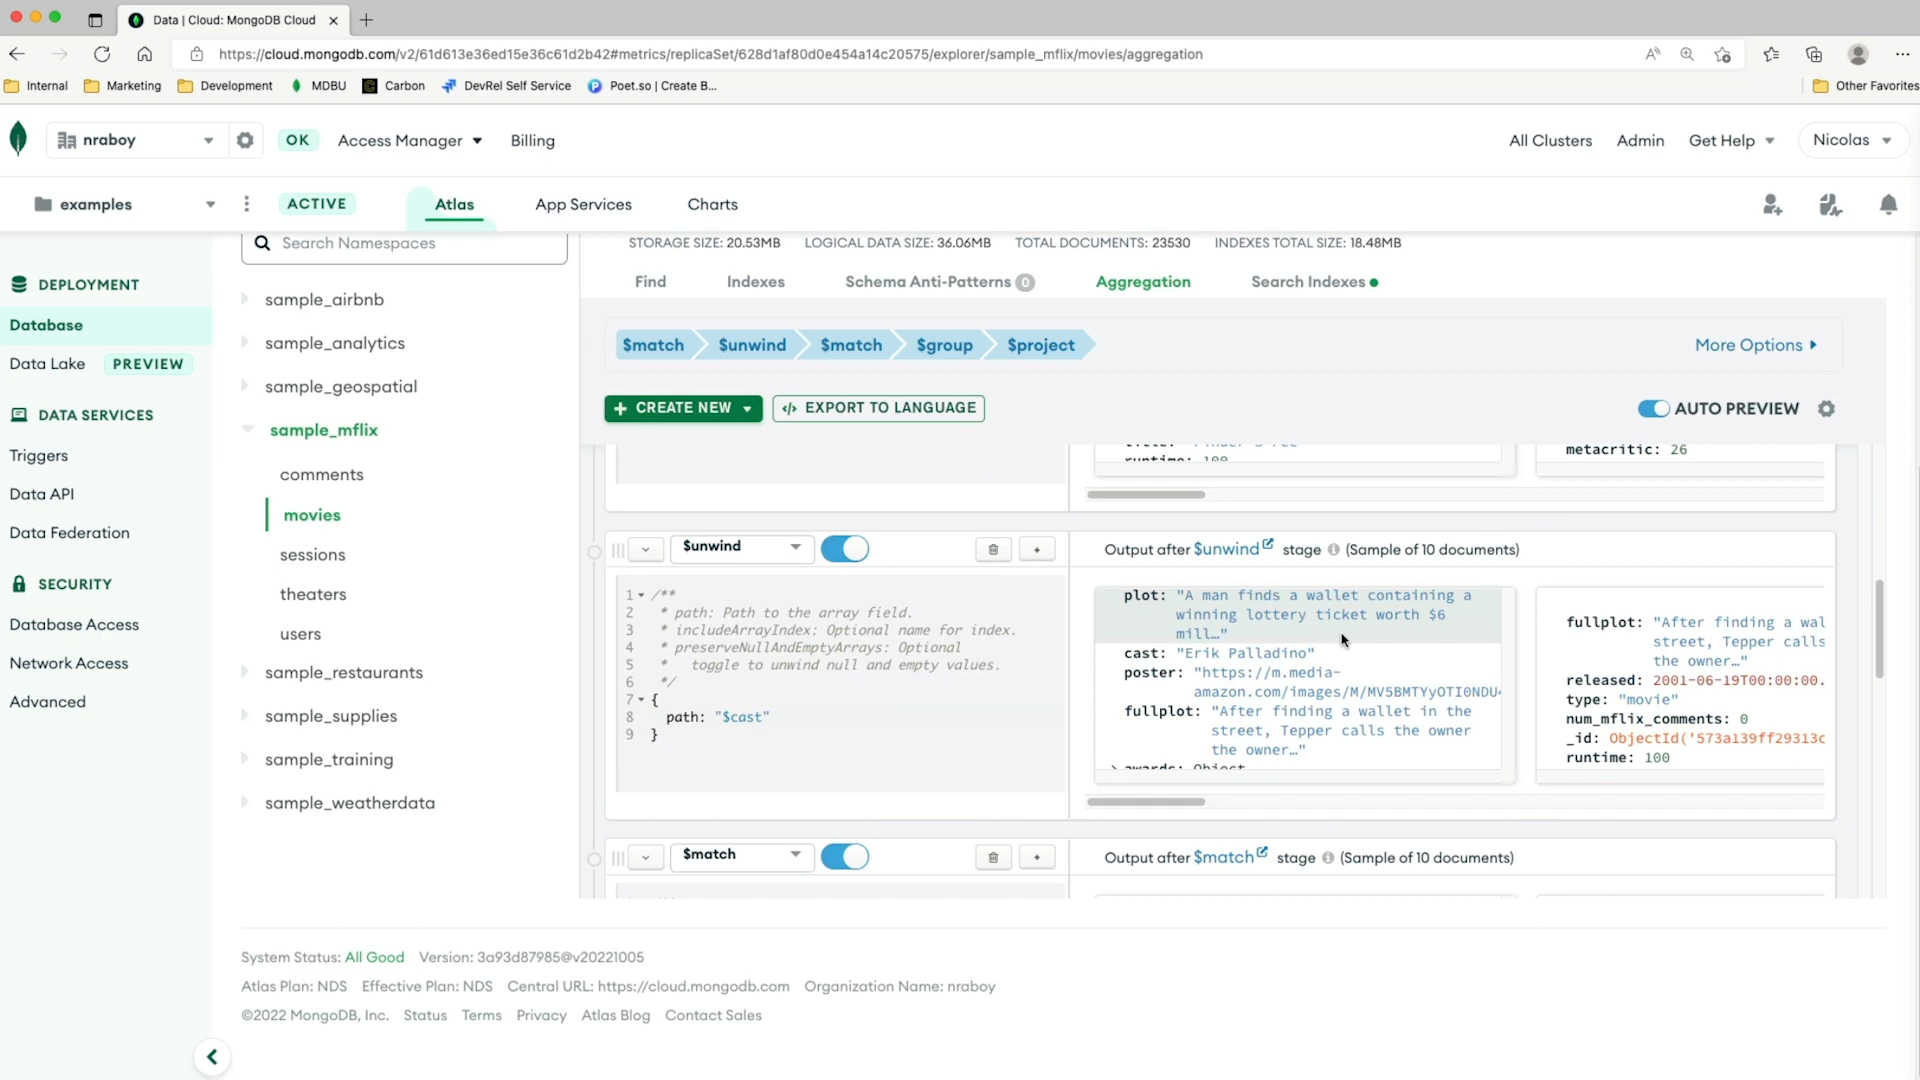 Data | Cloud: MongoDB Cloud
https://cloud.mongodb.com/v2/61d613e36ed15e36c61d2b42#metrics/replicaSet/628d1af80d0e454a14c20575/explorer/sample_mflix/movies/aggregation
Internal Marketing Development MDBU Carbon DevRel Self Service Poet.so | Create B... Other Favorites
nraboy OK Access Manager Billing All Clusters Admin Get Help Nicolas
examples ACTIVE Atlas App Services Charts
Search Namespaces
STORAGE SIZE: 20.53MB LOGICAL DATA SIZE: 36.06MB TOTAL DOCUMENTS: 23530 INDEXES TOTAL SIZE: 18.48MB
Find Indexes Schema Anti-Patterns 0 Aggregation Search Indexes
DEPLOYMENT
Database
Data Lake PREVIEW
DATA SERVICES
Triggers
Data API
Data Federation
SECURITY
Database Access
Network Access
Advanced
sample_airbnb
sample_analytics
sample_geospatial
sample_mflix
comments
movies
sessions
theaters
users
sample_restaurants
sample_supplies
sample_training
sample_weatherdata
$match $unwind $match $group $project More Options
+ CREATE NEW </> EXPORT TO LANGUAGE AUTO PREVIEW
runtime: 100
metacritic: 26
$unwind
Output after $unwind stage (Sample of 10 documents)
1 /**
2 * path: Path to the array field.
3 * includeArrayIndex: Optional name for index.
4 * preserveNullAndEmptyArrays: Optional
5 * toggle to unwind null and empty values.
6 */
7 {
8 path: "$cast"
9 }
plot: "A man finds a wallet containing a
winning lottery ticket worth $6
mill…"
cast: "Erik Palladino"
poster: "https://m.media-
amazon.com/images/M/MV5BMTYyOTI0NDU
fullplot: "After finding a wallet in the
street, Tepper calls the owner
the owner…"
awards: Object
fullplot: "After finding a wal
street, Tepper calls
the owner…"
released: 2001-06-19T00:00:00.
type: "movie"
num_mflix_comments: 0
_id: ObjectId('573a139ff29313c
runtime: 100
$match
Output after $match stage (Sample of 10 documents)
System Status: All Good Version: 3a93d87985@v20221005
Atlas Plan: NDS Effective Plan: NDS Central URL: https://cloud.mongodb.com Organization Name: nraboy
©2022 MongoDB, Inc. Status Terms Privacy Atlas Blog Contact Sales